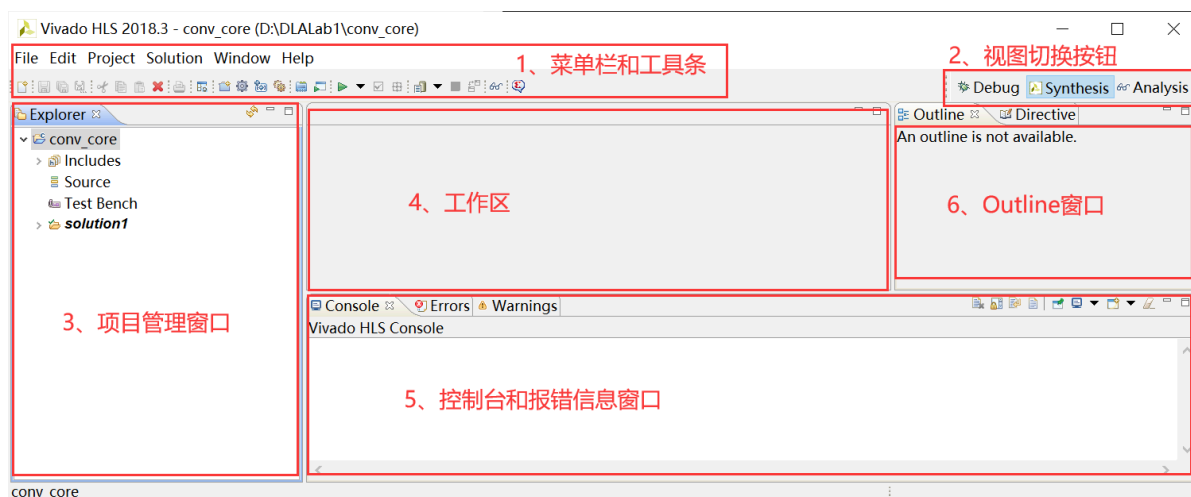 Vivado HLS 2018.3 - conv_core (D:\DLALab1\conv_core)
File Edit Project Solution Window Help
1、菜单栏和工具条
2、视图切换按钮
Debug Synthesis Analysis
Explorer
conv_core
Includes
Source
Test Bench
solution1
3、项目管理窗口
4、工作区
Outline Directive
An outline is not available.
6、Outline窗口
Console Errors Warnings
Vivado HLS Console
5、控制台和报错信息窗口
conv_core